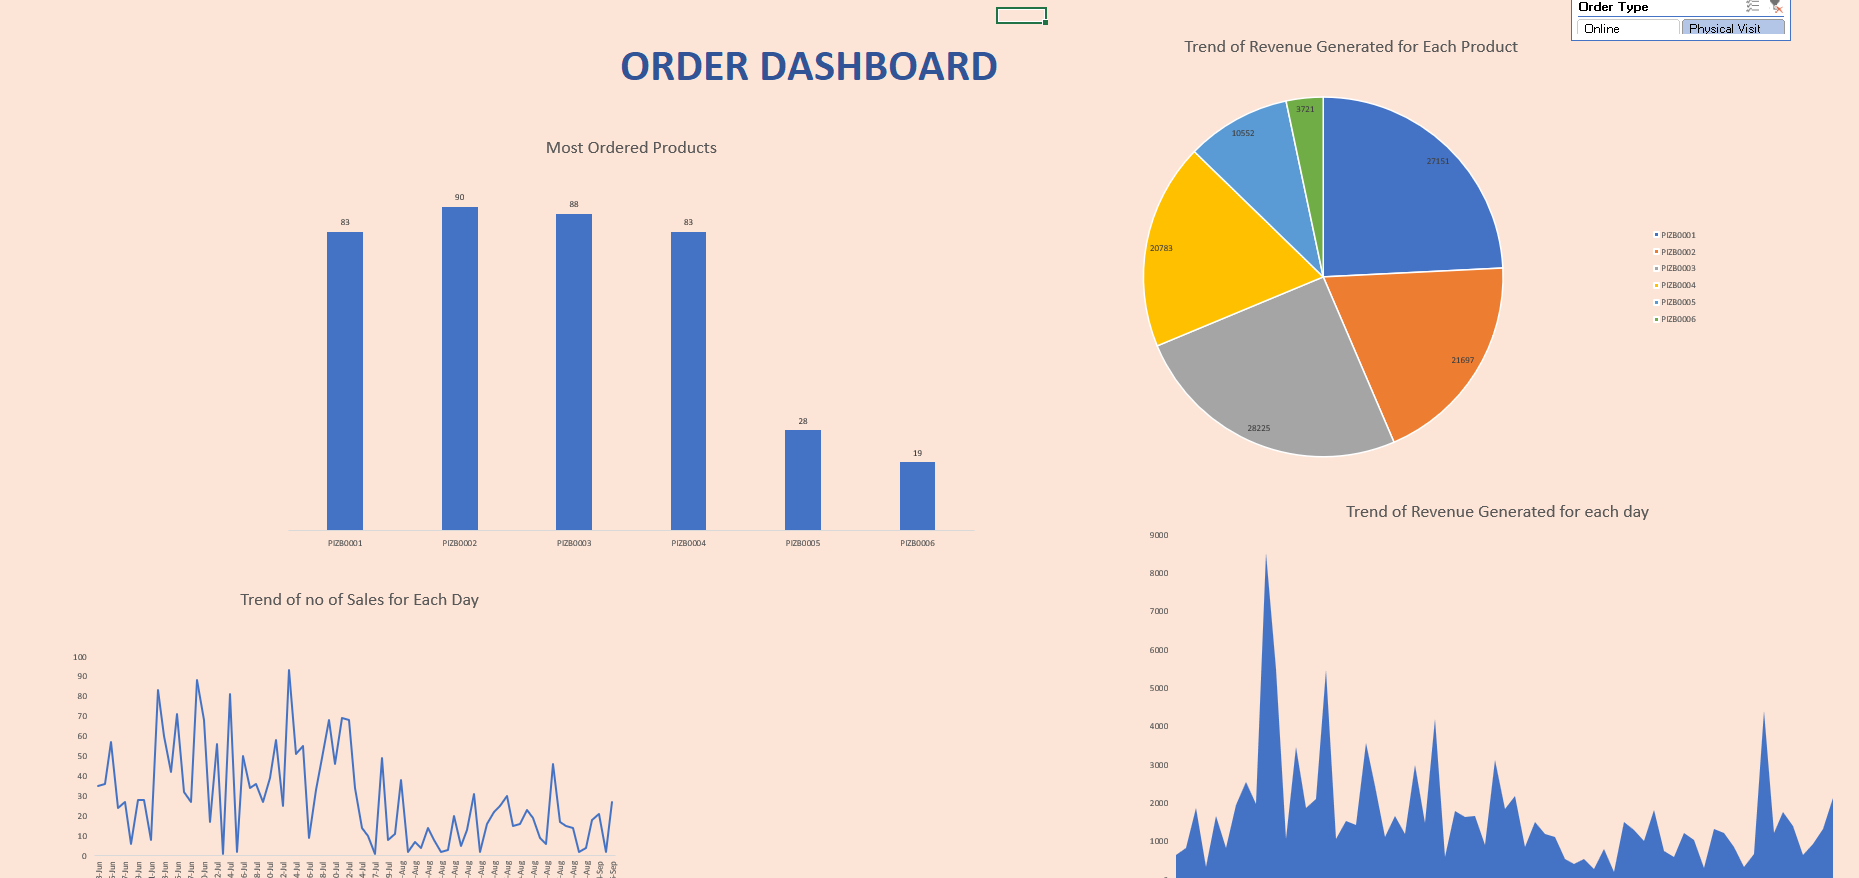 Order Type
Online
Physical Visit
ORDER DASHBOARD
Trend of Revenue Generated for Each Product
3721
10552
27151
20783
21697
28225
PIZB0001
PIZB0002
PIZB0003
PIZB0004
PIZB0005
PIZB0006
Most Ordered Products
83
90
88
83
28
19
PIZB0001
PIZB0002
PIZB0003
PIZB0004
PIZB0005
PIZB0006
Trend of no of Sales for Each Day
100
90
80
70
60
50
40
30
20
10
0
Trend of Revenue Generated for each day
9000
8000
7000
6000
5000
4000
3000
2000
1000